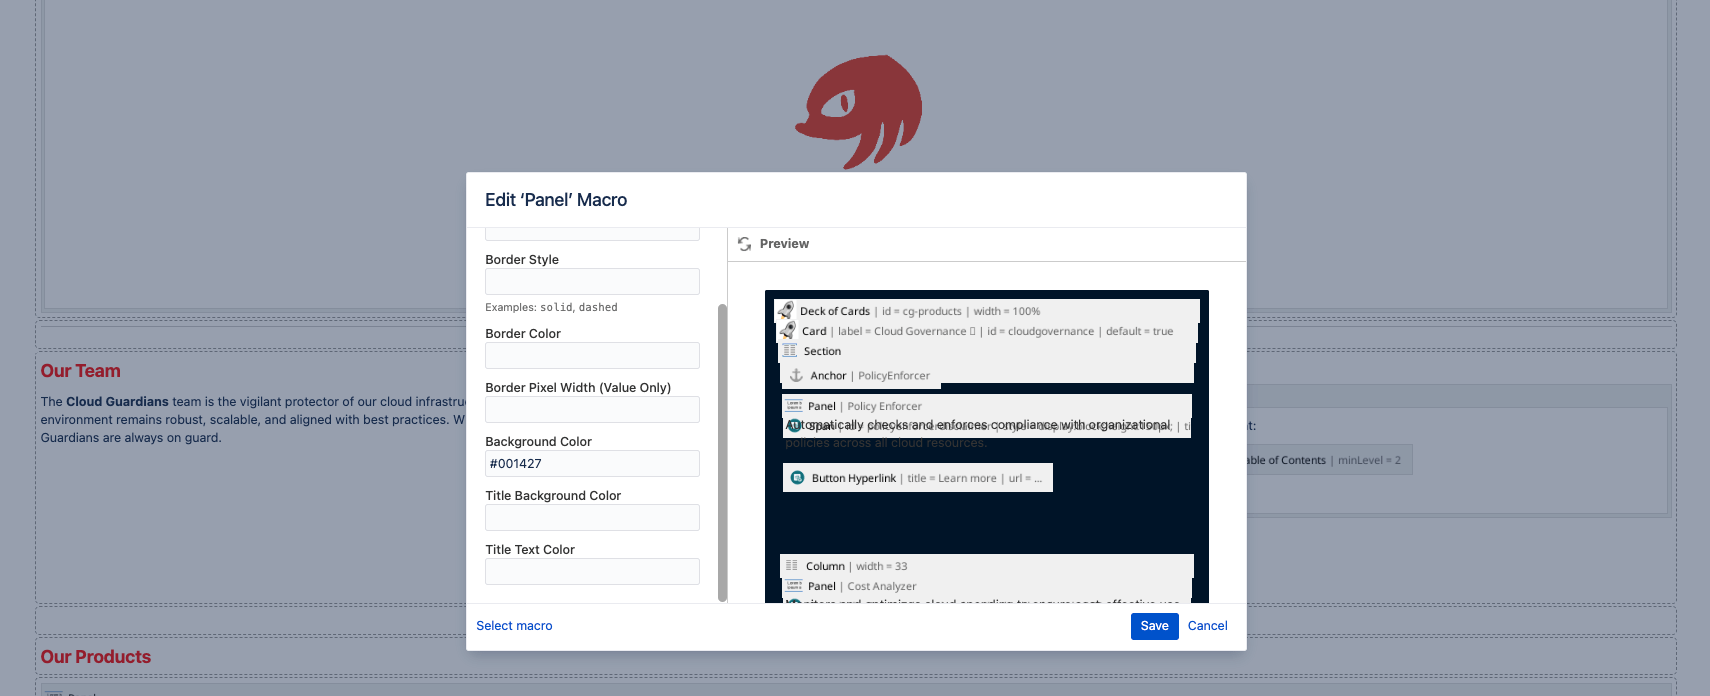 Edit ‘Panel’ Macro
Border Style
Examples: solid, dashed
Border Color
Border Pixel Width (Value Only)
Background Color
#001427
Title Background Color
Title Text Color
Preview
Deck of Cards | id = cg-products | width = 100%
Card | label = Cloud Governance | id = cloudgovernance | default = true
Section
Anchor | PolicyEnforcer
Panel | Policy Enforcer
Automatically checks and enforces compliance with organizational
policies across all cloud resources.
Button Hyperlink | title = Learn more | url = ...
Column | width = 33
Panel | Cost Analyzer
Select macro
Save
Cancel
Our Team
The Cloud Guardians team is the vigilant protector of our cloud
environment remains robust, scalable, and aligned with best practices.
Guardians are always on guard.
able of Contents | minLevel = 2
Our Products